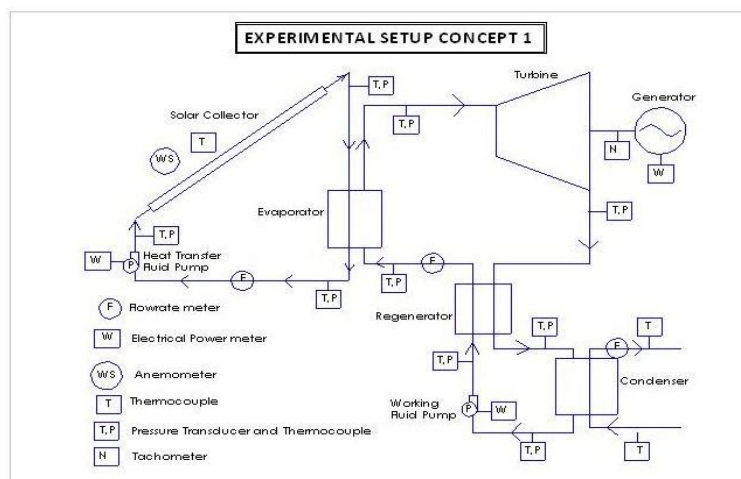 EXPERIMENTAL SETUP CONCEPT 1
Turbine
T,P
Generator
Solar Collector
T,P
T
WS
N
W
Evaporator
T,P
T,P
Heat Transfer
Fluid Pump
W
P
F
F
T,P
T,P
F
Flowrate meter
Regenerator
T,P
T
W
Electrical Power meter
F
T,P
WS
Anemometer
Condenser
T
Thermocouple
Working
Fluid Pump
P
W
T,P
Pressure Transducer and Thermocouple
T,P
T
N
Tachometer